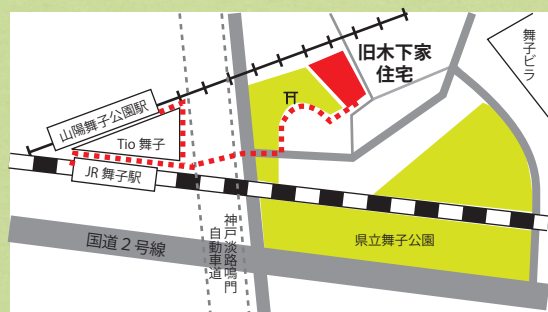 旧木下家
住宅
舞子ビラ
山陽舞子公園駅
Tio 舞子
JR 舞子駅
国道2号線
神戸淡路鳴門
自動車道
県立舞子公園